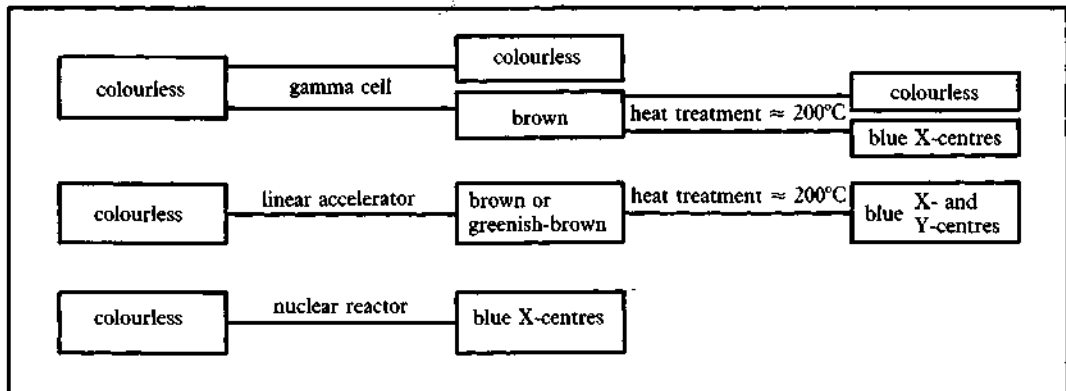 colourless
gamma cell
colourless
brown
heat treatment ≈ 200°C
colourless
blue X-centres
colourless
linear accelerator
brown or
greenish-brown
heat treatment ≈ 200°C
blue X- and
Y-centres
colourless
nuclear reactor
blue X-centres